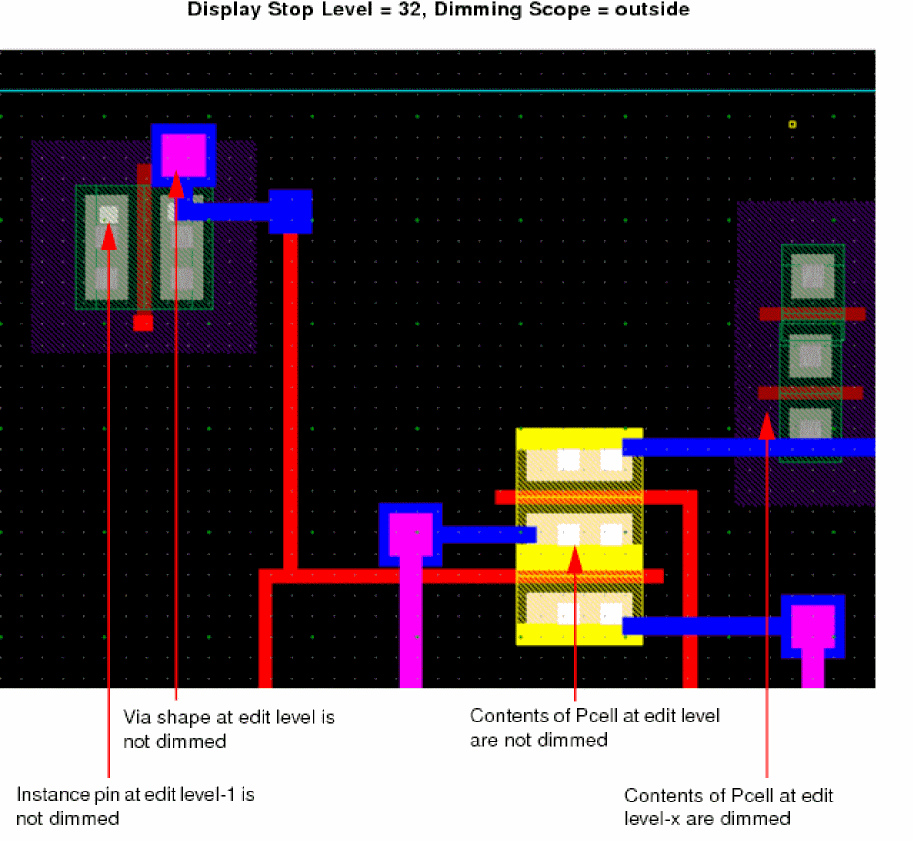 Display Stop Level = 32, Dimming Scope = outside
Via shape at edit level is
not dimmed
Contents of Pcell at edit level
are not dimmed
Instance pin at edit level-1 is
not dimmed
Contents of Pcell at edit
level-x are dimmed